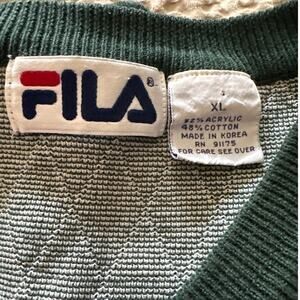 FILA
XL
52% ACRYLIC
48% COTTON
MADE IN KOREA
RN 91175
FOR CARE SEE OVER